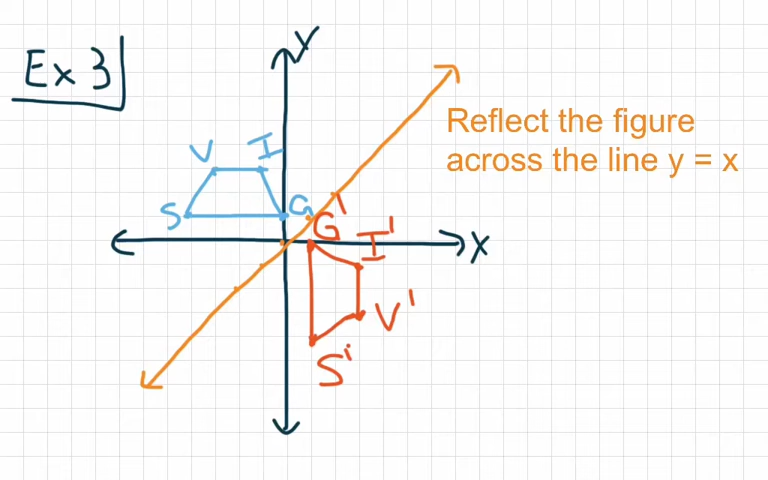 Ex 3
Y
Reflect the figure
across the line y = x
V I
S G
G' I'
X
V'
S'